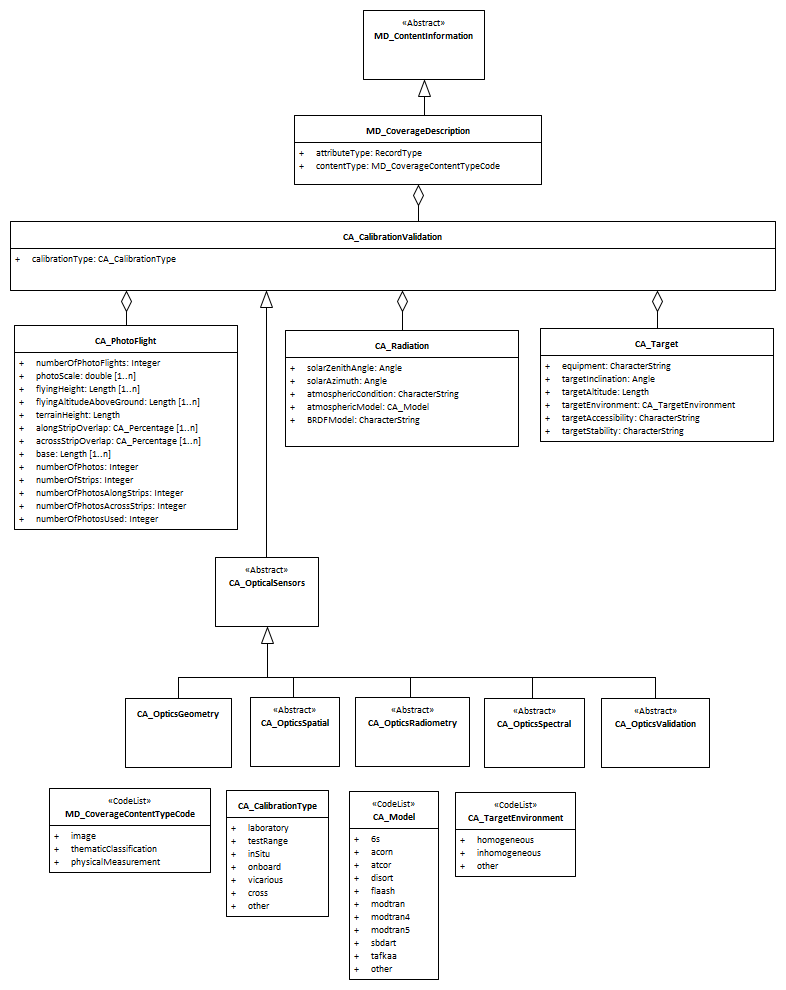 «Abstract»
MD_ContentInformation
MD_CoverageDescription
+ attributeType: RecordType
+ contentType: MD_CoverageContentTypeCode
CA_CalibrationValidation
+ calibrationType: CA_CalibrationType
CA_PhotoFlight
+ numberOfPhotoFlights: Integer
+ photoScale: double [1..n]
+ flyingHeight: Length [1..n]
+ flyingAltitudeAboveGround: Length [1..n]
+ terrainHeight: Length
+ alongStripOverlap: CA_Percentage [1..n]
+ acrossStripOverlap: CA_Percentage [1..n]
+ base: Length [1..n]
+ numberOfPhotos: Integer
+ numberOfStrips: Integer
+ numberOfPhotosAlongStrips: Integer
+ numberOfPhotosAcrossStrips: Integer
+ numberOfPhotosUsed: Integer
CA_Radiation
+ solarZenithAngle: Angle
+ solarAzimuth: Angle
+ atmosphericCondition: CharacterString
+ atmosphericModel: CA_Model
+ BRDFModel: CharacterString
CA_Target
+ equipment: CharacterString
+ targetInclination: Angle
+ targetAltitude: Length
+ targetEnvironment: CA_TargetEnvironment
+ targetAccessibility: CharacterString
+ targetStability: CharacterString
«Abstract»
CA_OpticalSensors
CA_OpticsGeometry
«Abstract»
CA_OpticsSpatial
«Abstract»
CA_OpticsRadiometry
«Abstract»
CA_OpticsSpectral
«Abstract»
CA_OpticsValidation
«CodeList»
MD_CoverageContentTypeCode
+ image
+ thematicClassification
+ physicalMeasurement
CA_CalibrationType
+ laboratory
+ testRange
+ inSitu
+ onboard
+ vicarious
+ cross
+ other
«CodeList»
CA_Model
+ 6s
+ acorn
+ atcor
+ disort
+ flaash
+ modtran
+ modtran4
+ modtran5
+ sbdart
+ tafkaa
+ other
«CodeList»
CA_TargetEnvironment
+ homogeneous
+ inhomogeneous
+ other